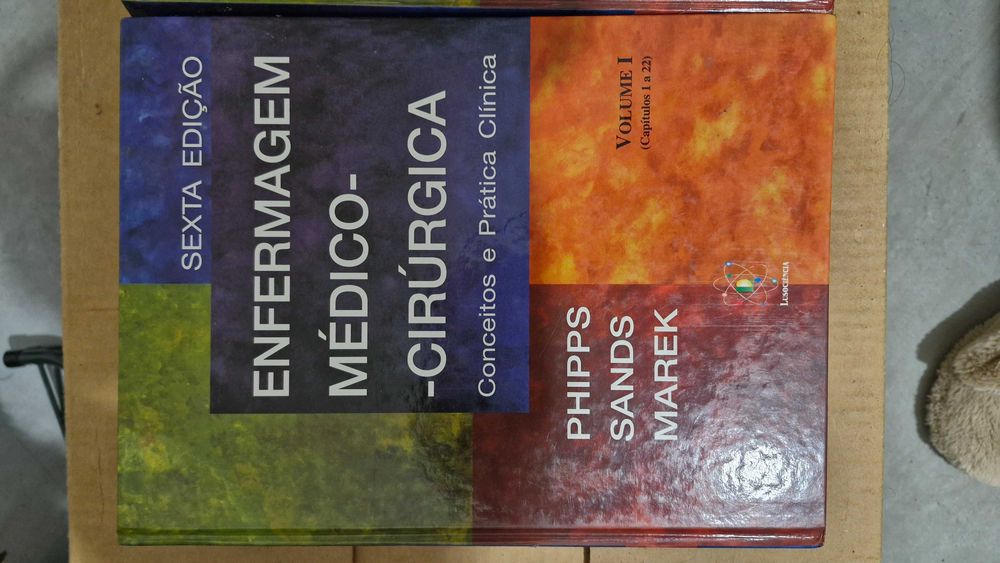 SEXTA EDIÇÃO
ENFERMAGEM
MÉDICO-
-CIRÚRGICA
Conceitos e Prática Clínica
VOLUME I
(Capítulos 1 a 22)
PHIPPS
SANDS
MAREK
LUSOCIÊNCIA